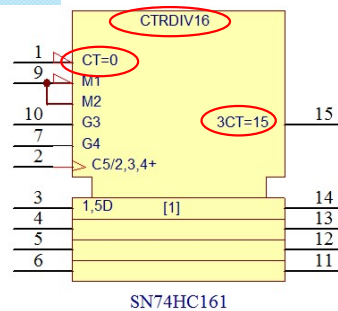 CTRDIV16
1 CT=0
9 M1
M2
10 G3 3CT=15 15
7 G4
2 C5/2,3,4+
3 1,5D [1] 14
4 13
5 12
6 11
SN74HC161